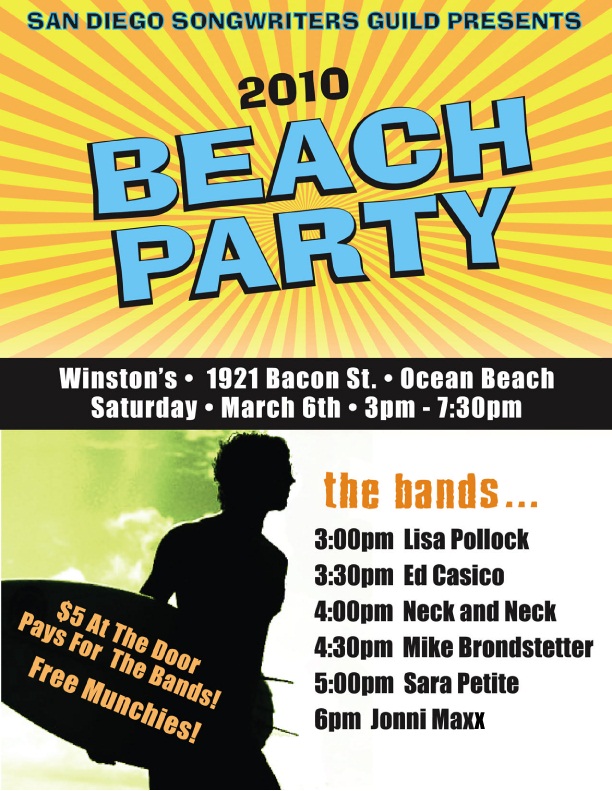 SAN DIEGO SONGWRITERS GUILD PRESENTS
2010
BEACH
PARTY
Winston's • 1921 Bacon St. • Ocean Beach
Saturday • March 6th • 3pm - 7:30pm
the bands...
3:00pm Lisa Pollock
3:30pm Ed Casico
4:00pm Neck and Neck
4:30pm Mike Brondstetter
5:00pm Sara Petite
6pm Jonni Maxx
$5 At The Door
Pays For The Bands!
Free Munchies!